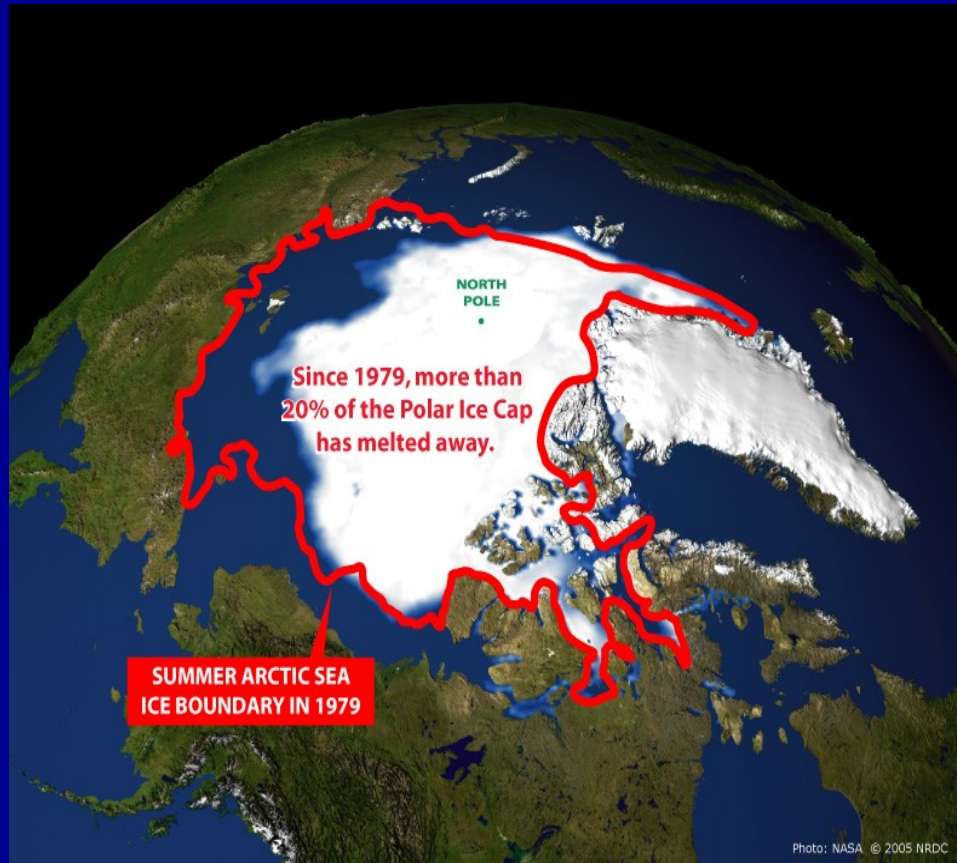 NORTH
POLE
Since 1979, more than
20% of the Polar Ice Cap
has melted away.
SUMMER ARCTIC SEA
ICE BOUNDARY IN 1979
Photo: NASA © 2005 NRDC